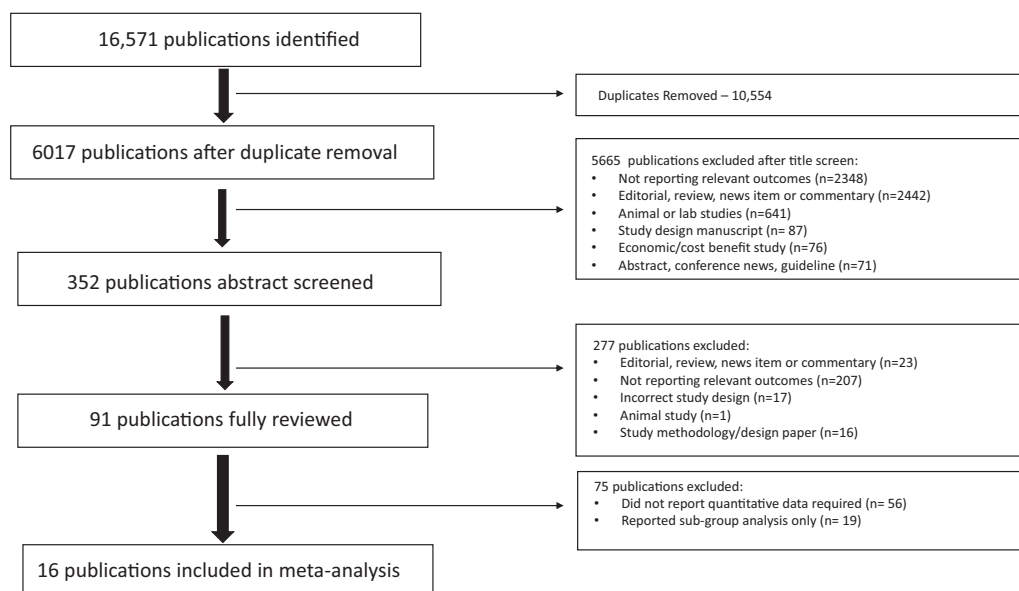 16,571 publications identified
Duplicates Removed – 10,554
6017 publications after duplicate removal
5665 publications excluded after title screen:
• Not reporting relevant outcomes (n=2348)
• Editorial, review, news item or commentary (n=2442)
• Animal or lab studies (n=641)
• Study design manuscript (n= 87)
• Economic/cost benefit study (n=76)
• Abstract, conference news, guideline (n=71)
352 publications abstract screened
277 publications excluded:
• Editorial, review, news item or commentary (n=23)
• Not reporting relevant outcomes (n=207)
• Incorrect study design (n=17)
• Animal study (n=1)
• Study methodology/design paper (n=16)
91 publications fully reviewed
75 publications excluded:
• Did not report quantitative data required (n= 56)
• Reported sub-group analysis only (n= 19)
16 publications included in meta-analysis